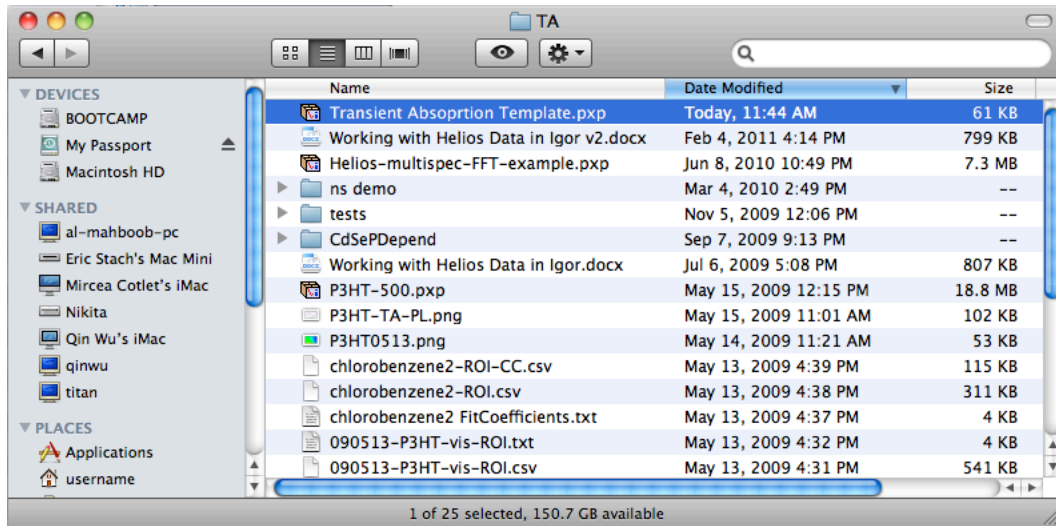 TA
Name Date Modified Size
DEVICES
BOOTCAMP
My Passport
Macintosh HD
SHARED
al-mahboob-pc
Eric Stach's Mac Mini
Mircea Cotlet's iMac
Nikita
Qin Wu's iMac
qinwu
titan
PLACES
Applications
username
Transient Absoprtion Template.pxp Today, 11:44 AM 61 KB
Working with Helios Data in Igor v2.docx Feb 4, 2011 4:14 PM 799 KB
Helios-multispec-FFT-example.pxp Jun 8, 2010 10:49 PM 7.3 MB
ns demo Mar 4, 2010 2:49 PM --
tests Nov 5, 2009 12:06 PM --
CdSePDepend Sep 7, 2009 9:13 PM --
Working with Helios Data in Igor.docx Jul 6, 2009 5:08 PM 807 KB
P3HT-500.pxp May 15, 2009 12:15 PM 18.8 MB
P3HT-TA-PL.png May 15, 2009 11:01 AM 102 KB
P3HT0513.png May 14, 2009 11:21 AM 53 KB
chlorobenzene2-ROI-CC.csv May 13, 2009 4:39 PM 115 KB
chlorobenzene2-ROI.csv May 13, 2009 4:38 PM 311 KB
chlorobenzene2 FitCoefficients.txt May 13, 2009 4:37 PM 4 KB
090513-P3HT-vis-ROI.txt May 13, 2009 4:32 PM 4 KB
090513-P3HT-vis-ROI.csv May 13, 2009 4:31 PM 541 KB
1 of 25 selected, 150.7 GB available